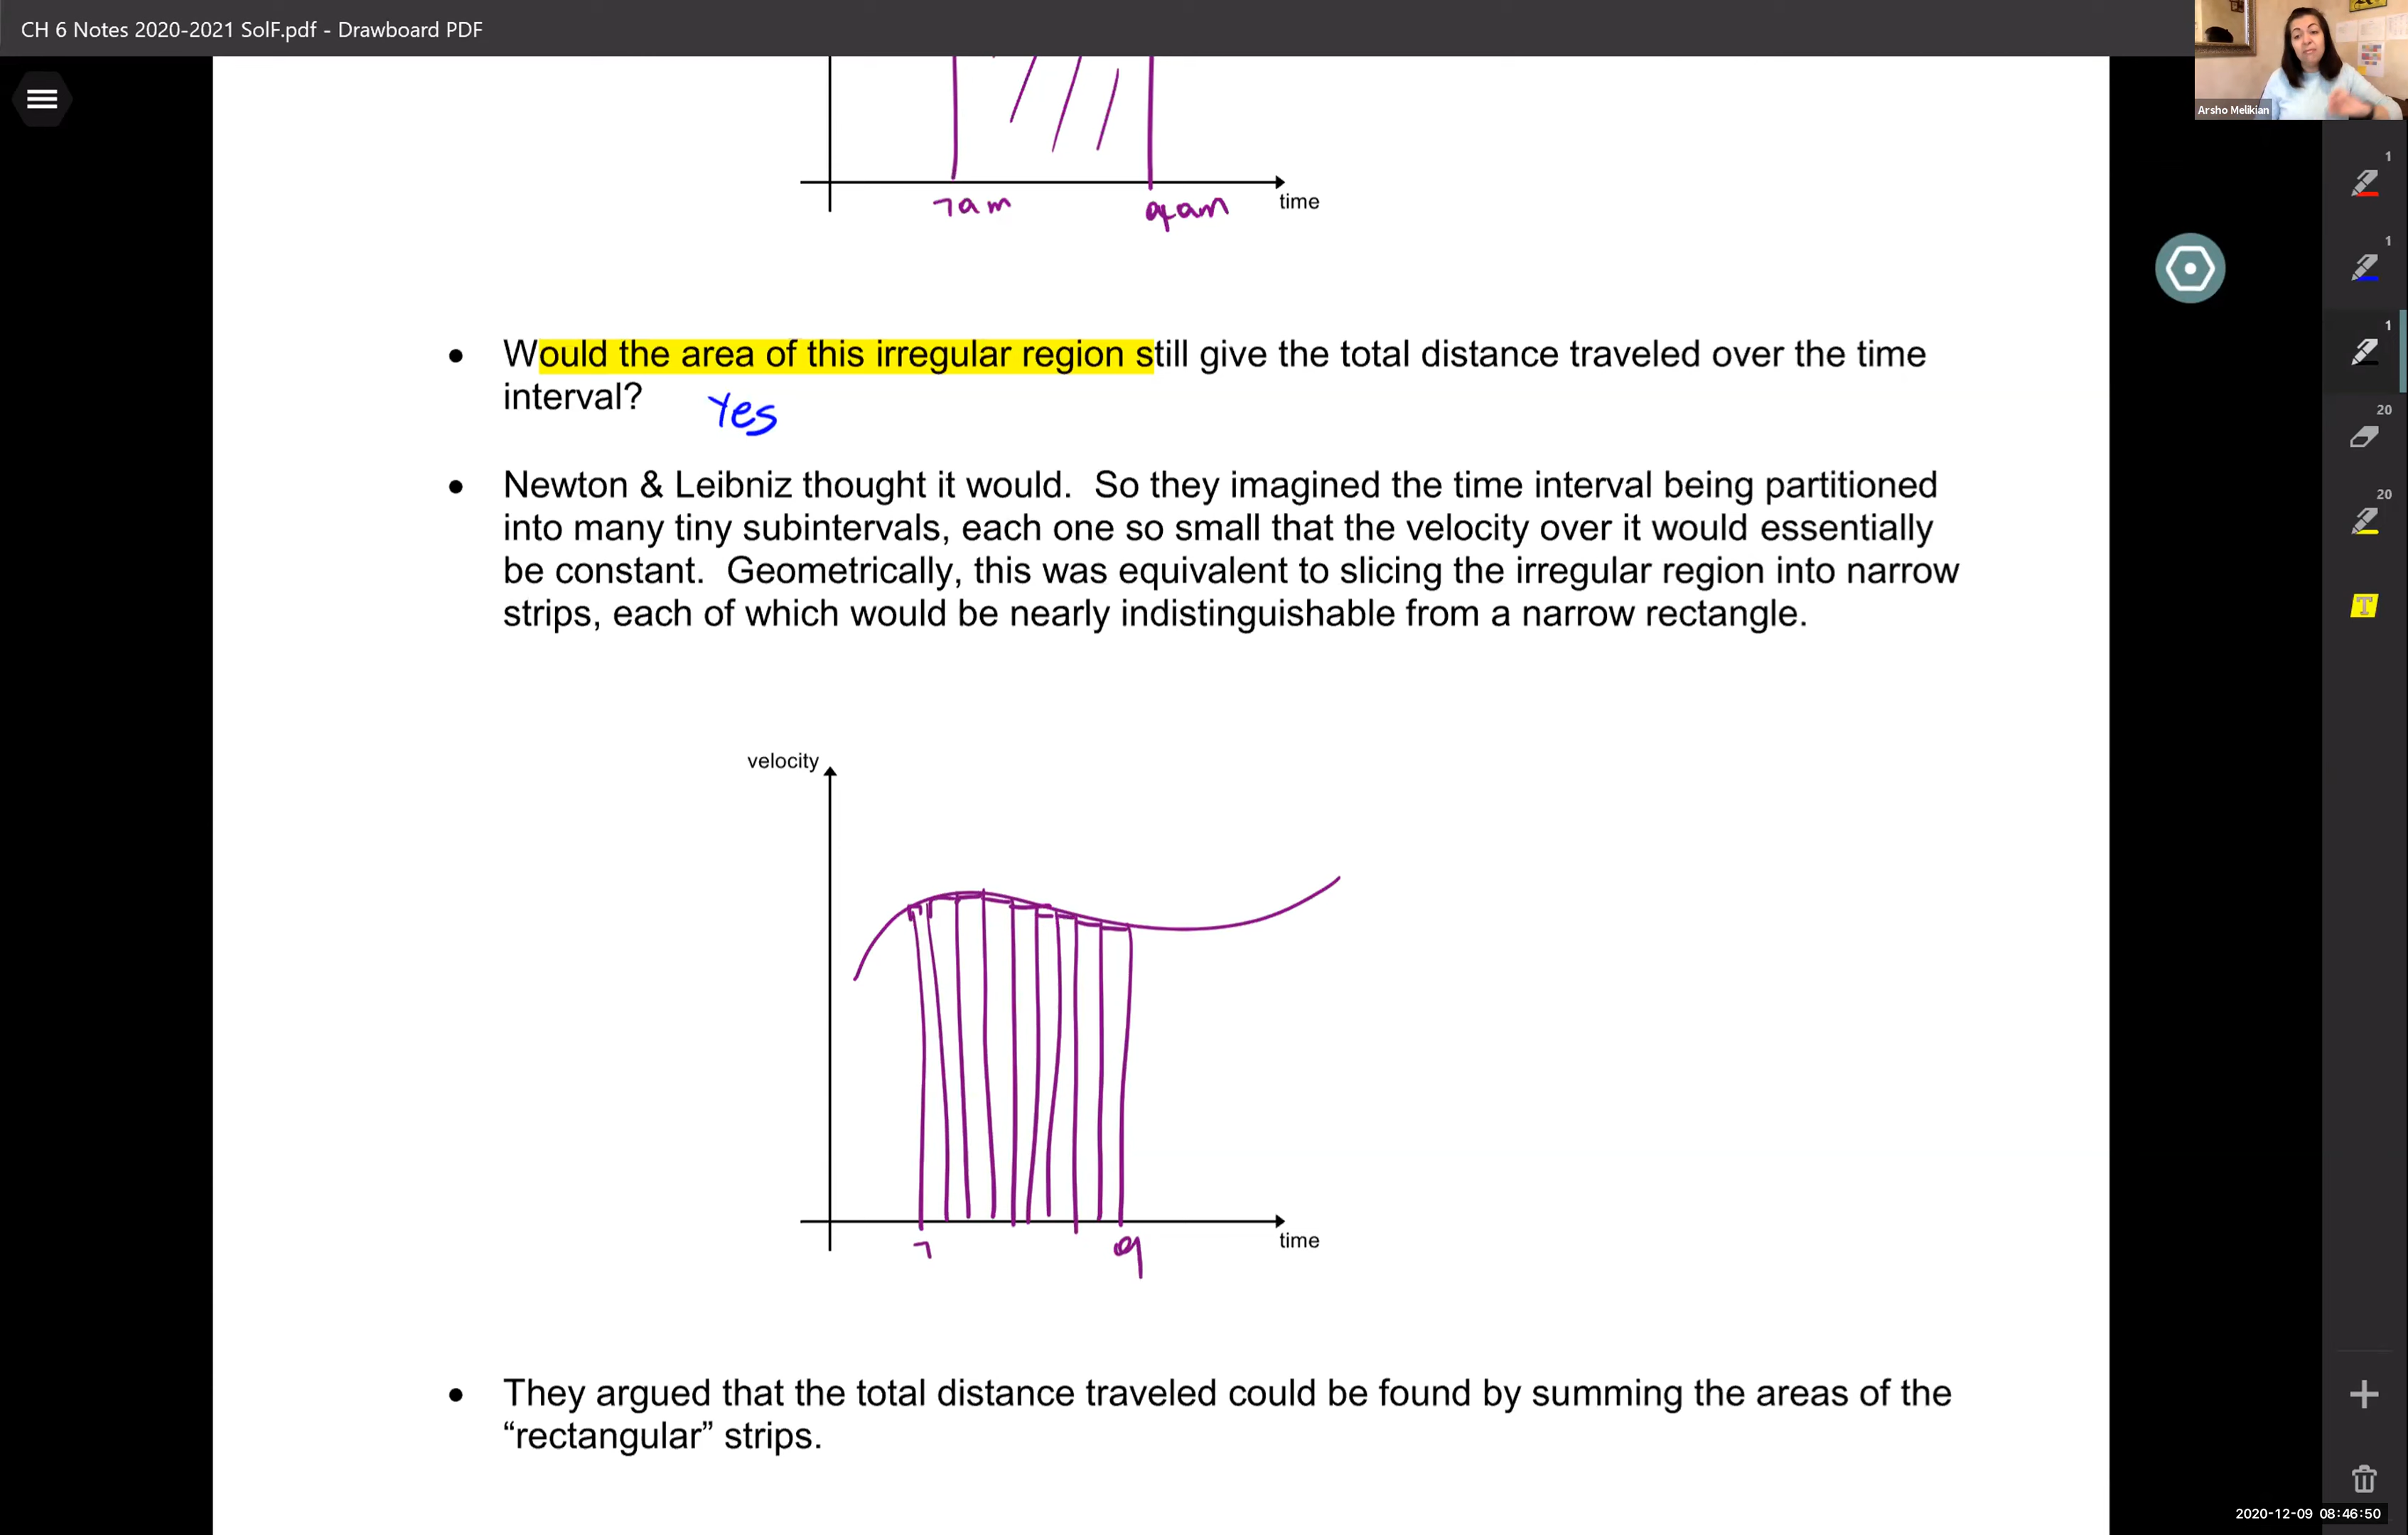 CH 6 Notes 2020-2021 SolF.pdf - Drawboard PDF
Arsho Melikian
1
1
1
20
20
T
7am
9am
time
• Would the area of this irregular region still give the total distance traveled over the time
interval? Yes
• Newton & Leibniz thought it would. So they imagined the time interval being partitioned
into many tiny subintervals, each one so small that the velocity over it would essentially
be constant. Geometrically, this was equivalent to slicing the irregular region into narrow
strips, each of which would be nearly indistinguishable from a narrow rectangle.
velocity
time
7
9
• They argued that the total distance traveled could be found by summing the areas of the
“rectangular” strips.
2020-12-09 08:46:50